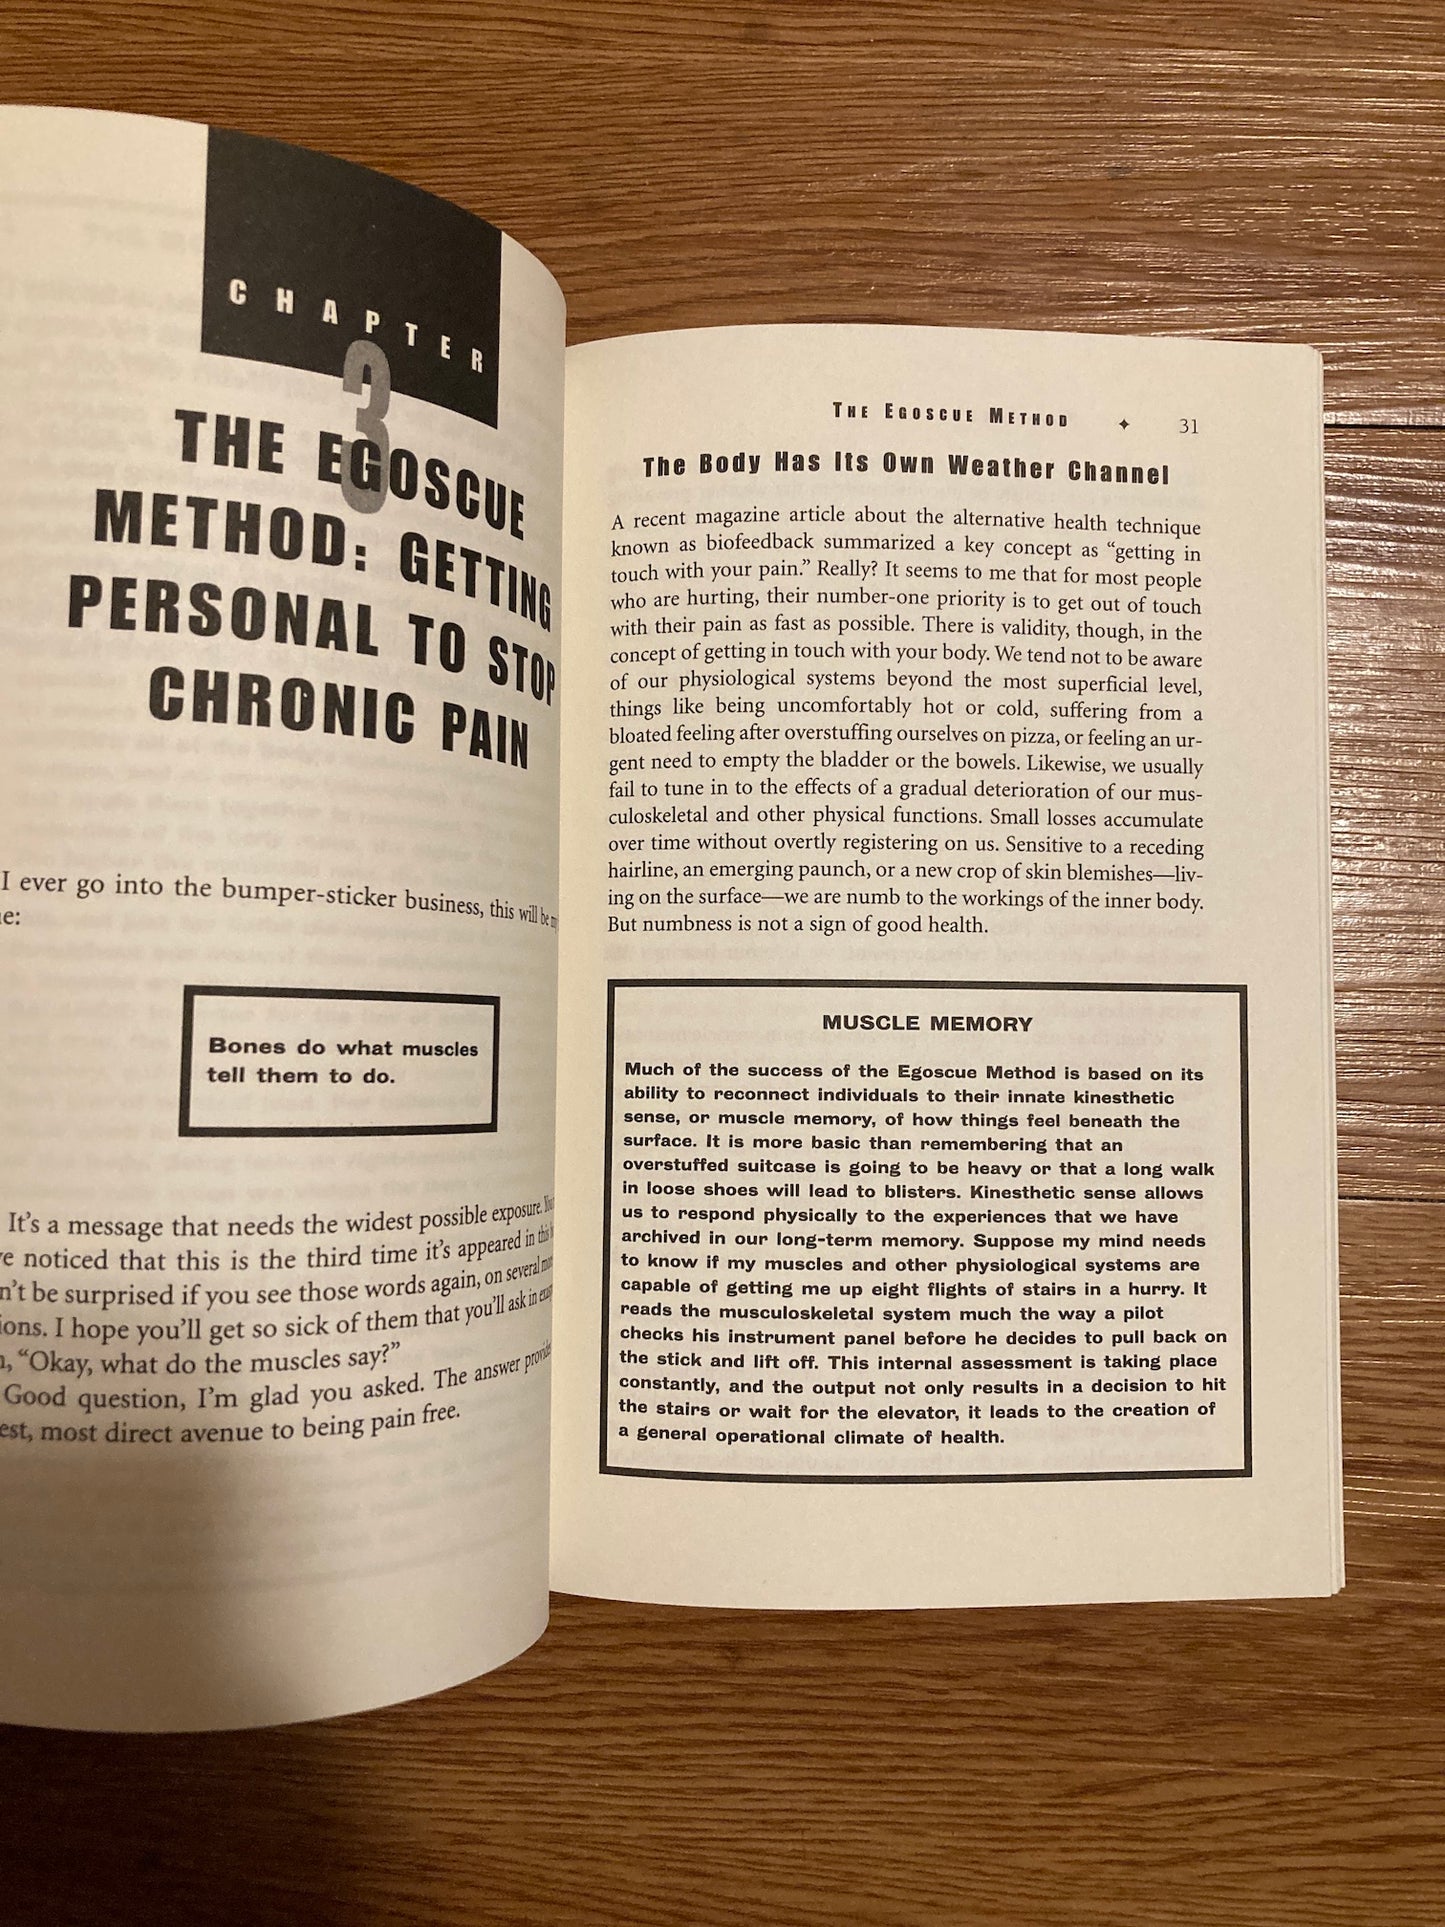 CHAPTER
3
THE EGOSCUE
METHOD: GETTING
PERSONAL TO STOP
CHRONIC PAIN
I ever go into the bumper-sticker business, this will be
Bones do what muscles
tell them to do.
It's a message that needs the widest possible exposure.
noticed that this is the third time it's appeared in this
be surprised if you see those words again, on several
I hope you'll get so sick of them that you'll ask in
“Okay, what do the muscles say?”
Good question, I'm glad you asked. The answer
most direct avenue to being pain free.
THE EGOSCUE METHOD ✦ 31
The Body Has Its Own Weather Channel
A recent magazine article about the alternative health technique
known as biofeedback summarized a key concept as “getting in
touch with your pain.” Really? It seems to me that for most people
who are hurting, their number-one priority is to get out of touch
with their pain as fast as possible. There is validity, though, in the
concept of getting in touch with your body. We tend not to be aware
of our physiological systems beyond the most superficial level,
things like being uncomfortably hot or cold, suffering from a
bloated feeling after overstuffing ourselves on pizza, or feeling an ur-
gent need to empty the bladder or the bowels. Likewise, we usually
fail to tune in to the effects of a gradual deterioration of our mus-
culoskeletal and other physical functions. Small losses accumulate
over time without overtly registering on us. Sensitive to a receding
hairline, an emerging paunch, or a new crop of skin blemishes—liv-
ing on the surface—we are numb to the workings of the inner body.
But numbness is not a sign of good health.
MUSCLE MEMORY
Much of the success of the Egoscue Method is based on its
ability to reconnect individuals to their innate kinesthetic
sense, or muscle memory, of how things feel beneath the
surface. It is more basic than remembering that an
overstuffed suitcase is going to be heavy or that a long walk
in loose shoes will lead to blisters. Kinesthetic sense allows
us to respond physically to the experiences that we have
archived in our long-term memory. Suppose my mind needs
to know if my muscles and other physiological systems are
capable of getting me up eight flights of stairs in a hurry. It
reads the musculoskeletal system much the way a pilot
checks his instrument panel before he decides to pull back on
the stick and lift off. This internal assessment is taking place
constantly, and the output not only results in a decision to hit
the stairs or wait for the elevator, it leads to the creation of
a general operational climate of health.